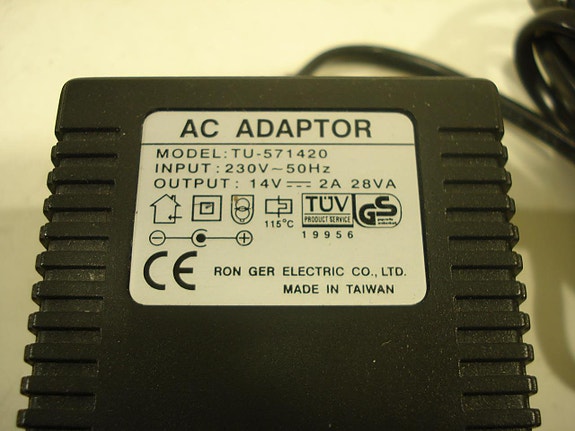 AC ADAPTOR
MODEL: TU-571420
INPUT: 230V~50Hz
OUTPUT: 14V⎓2A 28VA
115°C
TÜV
PRODUCT SERVICE
GS
19956
CE
RON GER ELECTRIC CO., LTD.
MADE IN TAIWAN